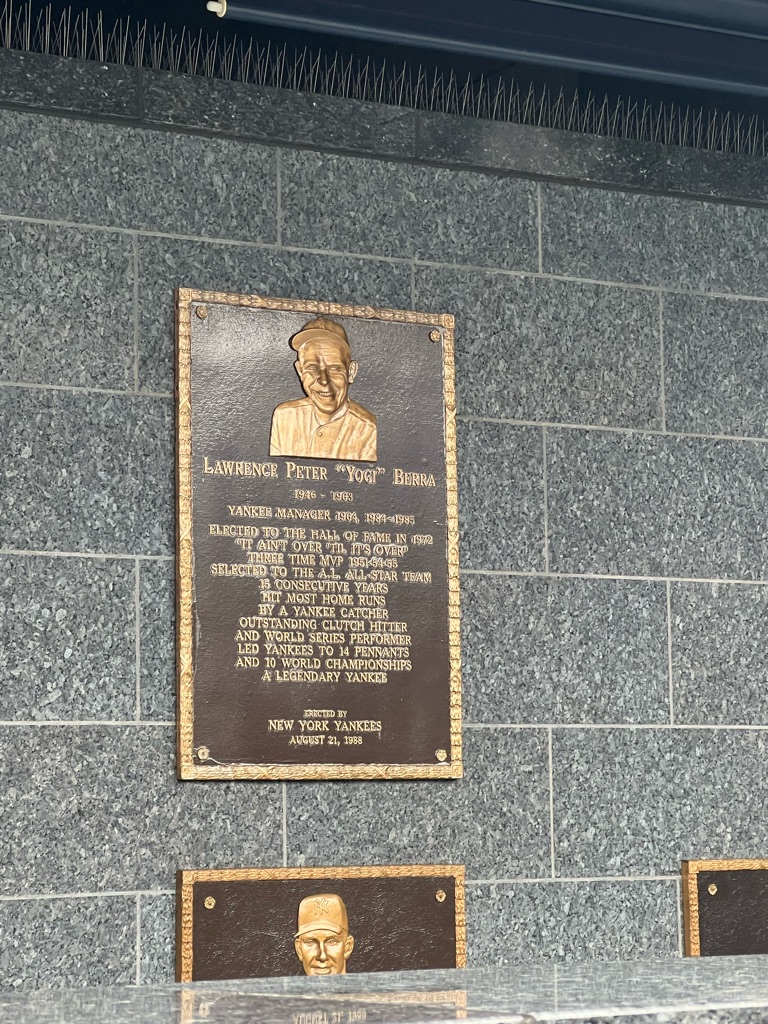 LAWRENCE PETER "YOGI" BERRA
1946 - 1963
YANKEE MANAGER 1964, 1984-1985
ELECTED TO THE HALL OF FAME IN 1972
"IT AIN'T OVER 'TIL IT'S OVER"
THREE TIME MVP 1951-54-55
SELECTED TO THE A.L. ALL-STAR TEAM
15 CONSECUTIVE YEARS
HIT MOST HOME RUNS
BY A YANKEE CATCHER
OUTSTANDING CLUTCH HITTER
AND WORLD SERIES PERFORMER
LED YANKEES TO 14 PENNANTS
AND 10 WORLD CHAMPIONSHIPS
A LEGENDARY YANKEE
ERECTED BY
NEW YORK YANKEES
AUGUST 21, 1988
NY